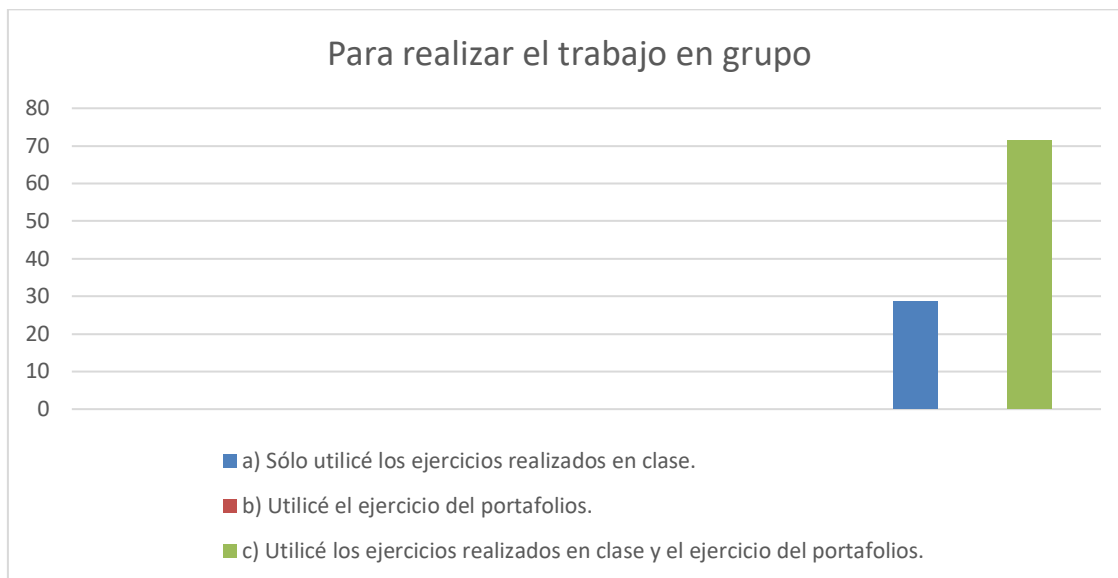 Para realizar el trabajo en grupo
80
70
60
50
40
30
20
10
0
a) Sólo utilicé los ejercicios realizados en clase.
b) Utilicé el ejercicio del portafolios.
c) Utilicé los ejercicios realizados en clase y el ejercicio del portafolios.